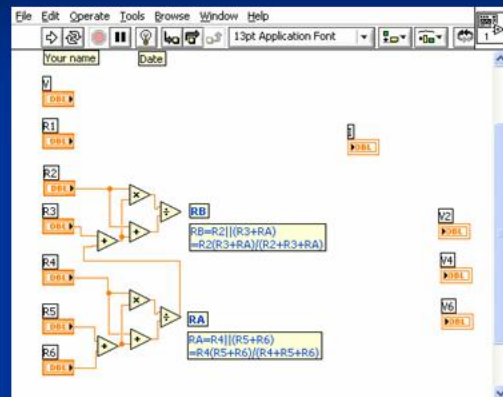 File Edit Operate Tools Browse Window Help
13pt Application Font
1
Your name Date
V
DBL
R1
DBL
I
DBL
R2
DBL
R3
DBL
RB
RB=R2||(R3+RA)
=R2(R3+RA)/(R2+R3+RA)
V2
DBL
R4
DBL
V4
DBL
R5
DBL
RA
V6
DBL
RA=R4||(R5+R6)
=R4(R5+R6)/(R4+R5+R6)
R6
DBL